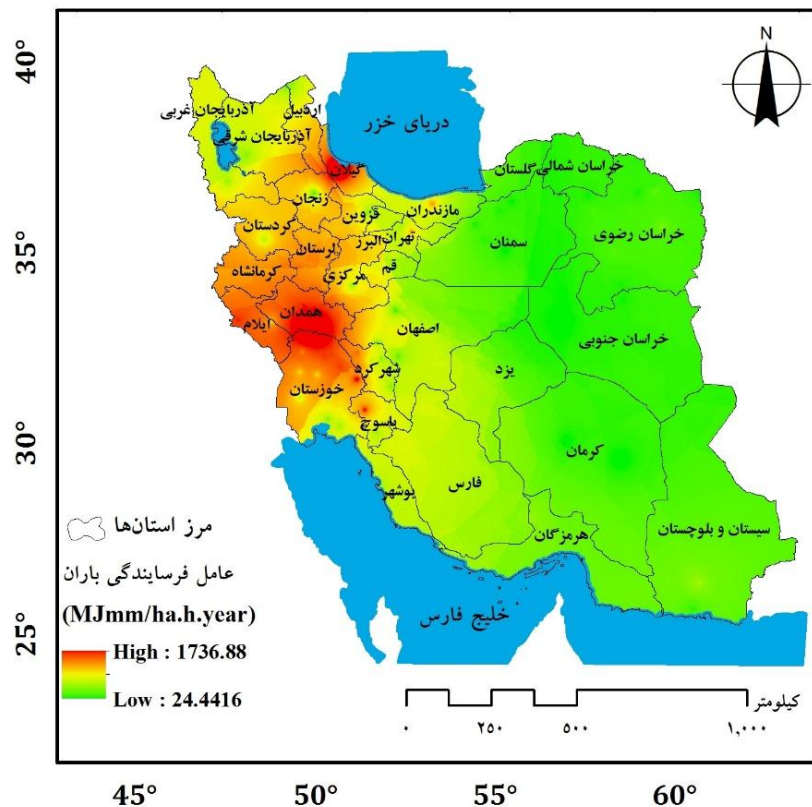 N
40°
35°
30°
25°
45°
50°
55°
60°
دریای خزر
آذربایجان غربی
اردبیل
آذربایجان شرقی
گیلان
گلستان
خراسان شمالی
زنجان
قزوین
مازندران
خراسان رضوی
کردستان
لرستان
البرز
تهران
سمنان
کرمانشاه
مرکزی
قم
همدان
ایلام
اصفهان
خراسان جنوبی
شهرکرد
یزد
خوزستان
یاسوج
کرمان
فارس
بوشهر
هرمزگان
سیستان و بلوچستان
خلیج فارس
مرز استان‌ها
عامل فرسایندگی باران
(MJmm/ha.h.year)
High : 1736.88
Low : 24.4416
کیلومتر
۰ ۲۵۰ ۵۰۰ ۱,۰۰۰